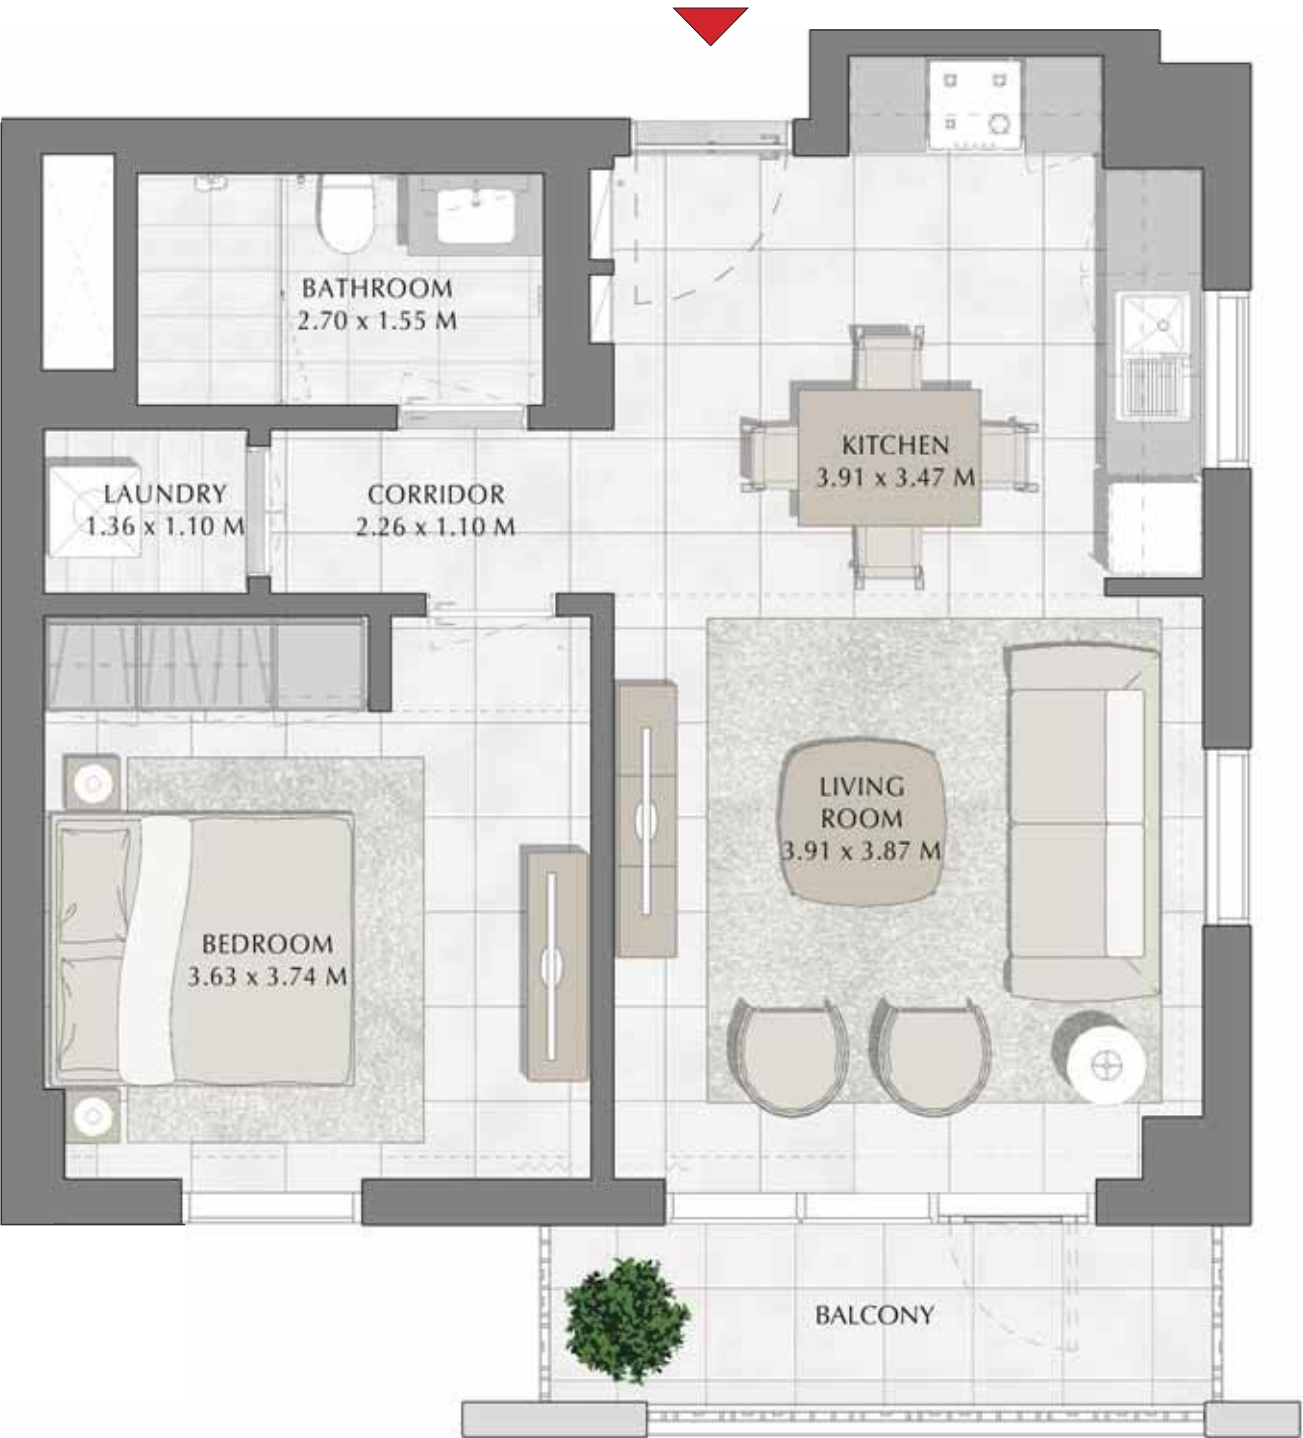 BATHROOM
2.70 x 1.55 M
KITCHEN
3.91 x 3.47 M
LAUNDRY
1.36 x 1.10 M
CORRIDOR
2.26 x 1.10 M
LIVING
ROOM
3.91 x 3.87 M
BEDROOM
3.63 x 3.74 M
BALCONY